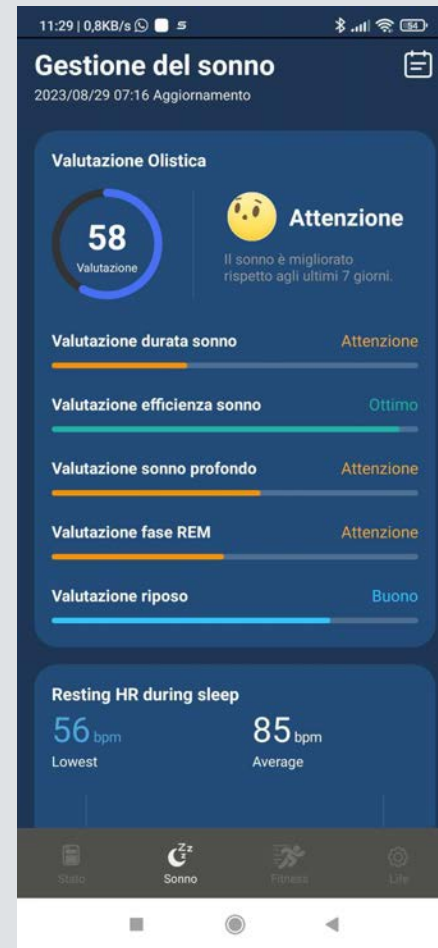 11:29 | 0,8KB/s
54
Gestione del sonno
2023/08/29 07:16 Aggiornamento
Valutazione Olistica
58
Valutazione
Attenzione
Il sonno è migliorato
rispetto agli ultimi 7 giorni.
Valutazione durata sonno Attenzione
Valutazione efficienza sonno Ottimo
Valutazione sonno profondo Attenzione
Valutazione fase REM Attenzione
Valutazione riposo Buono
Resting HR during sleep
56 bpm 85 bpm
Lowest Average
Stato Sonno Fitness Life